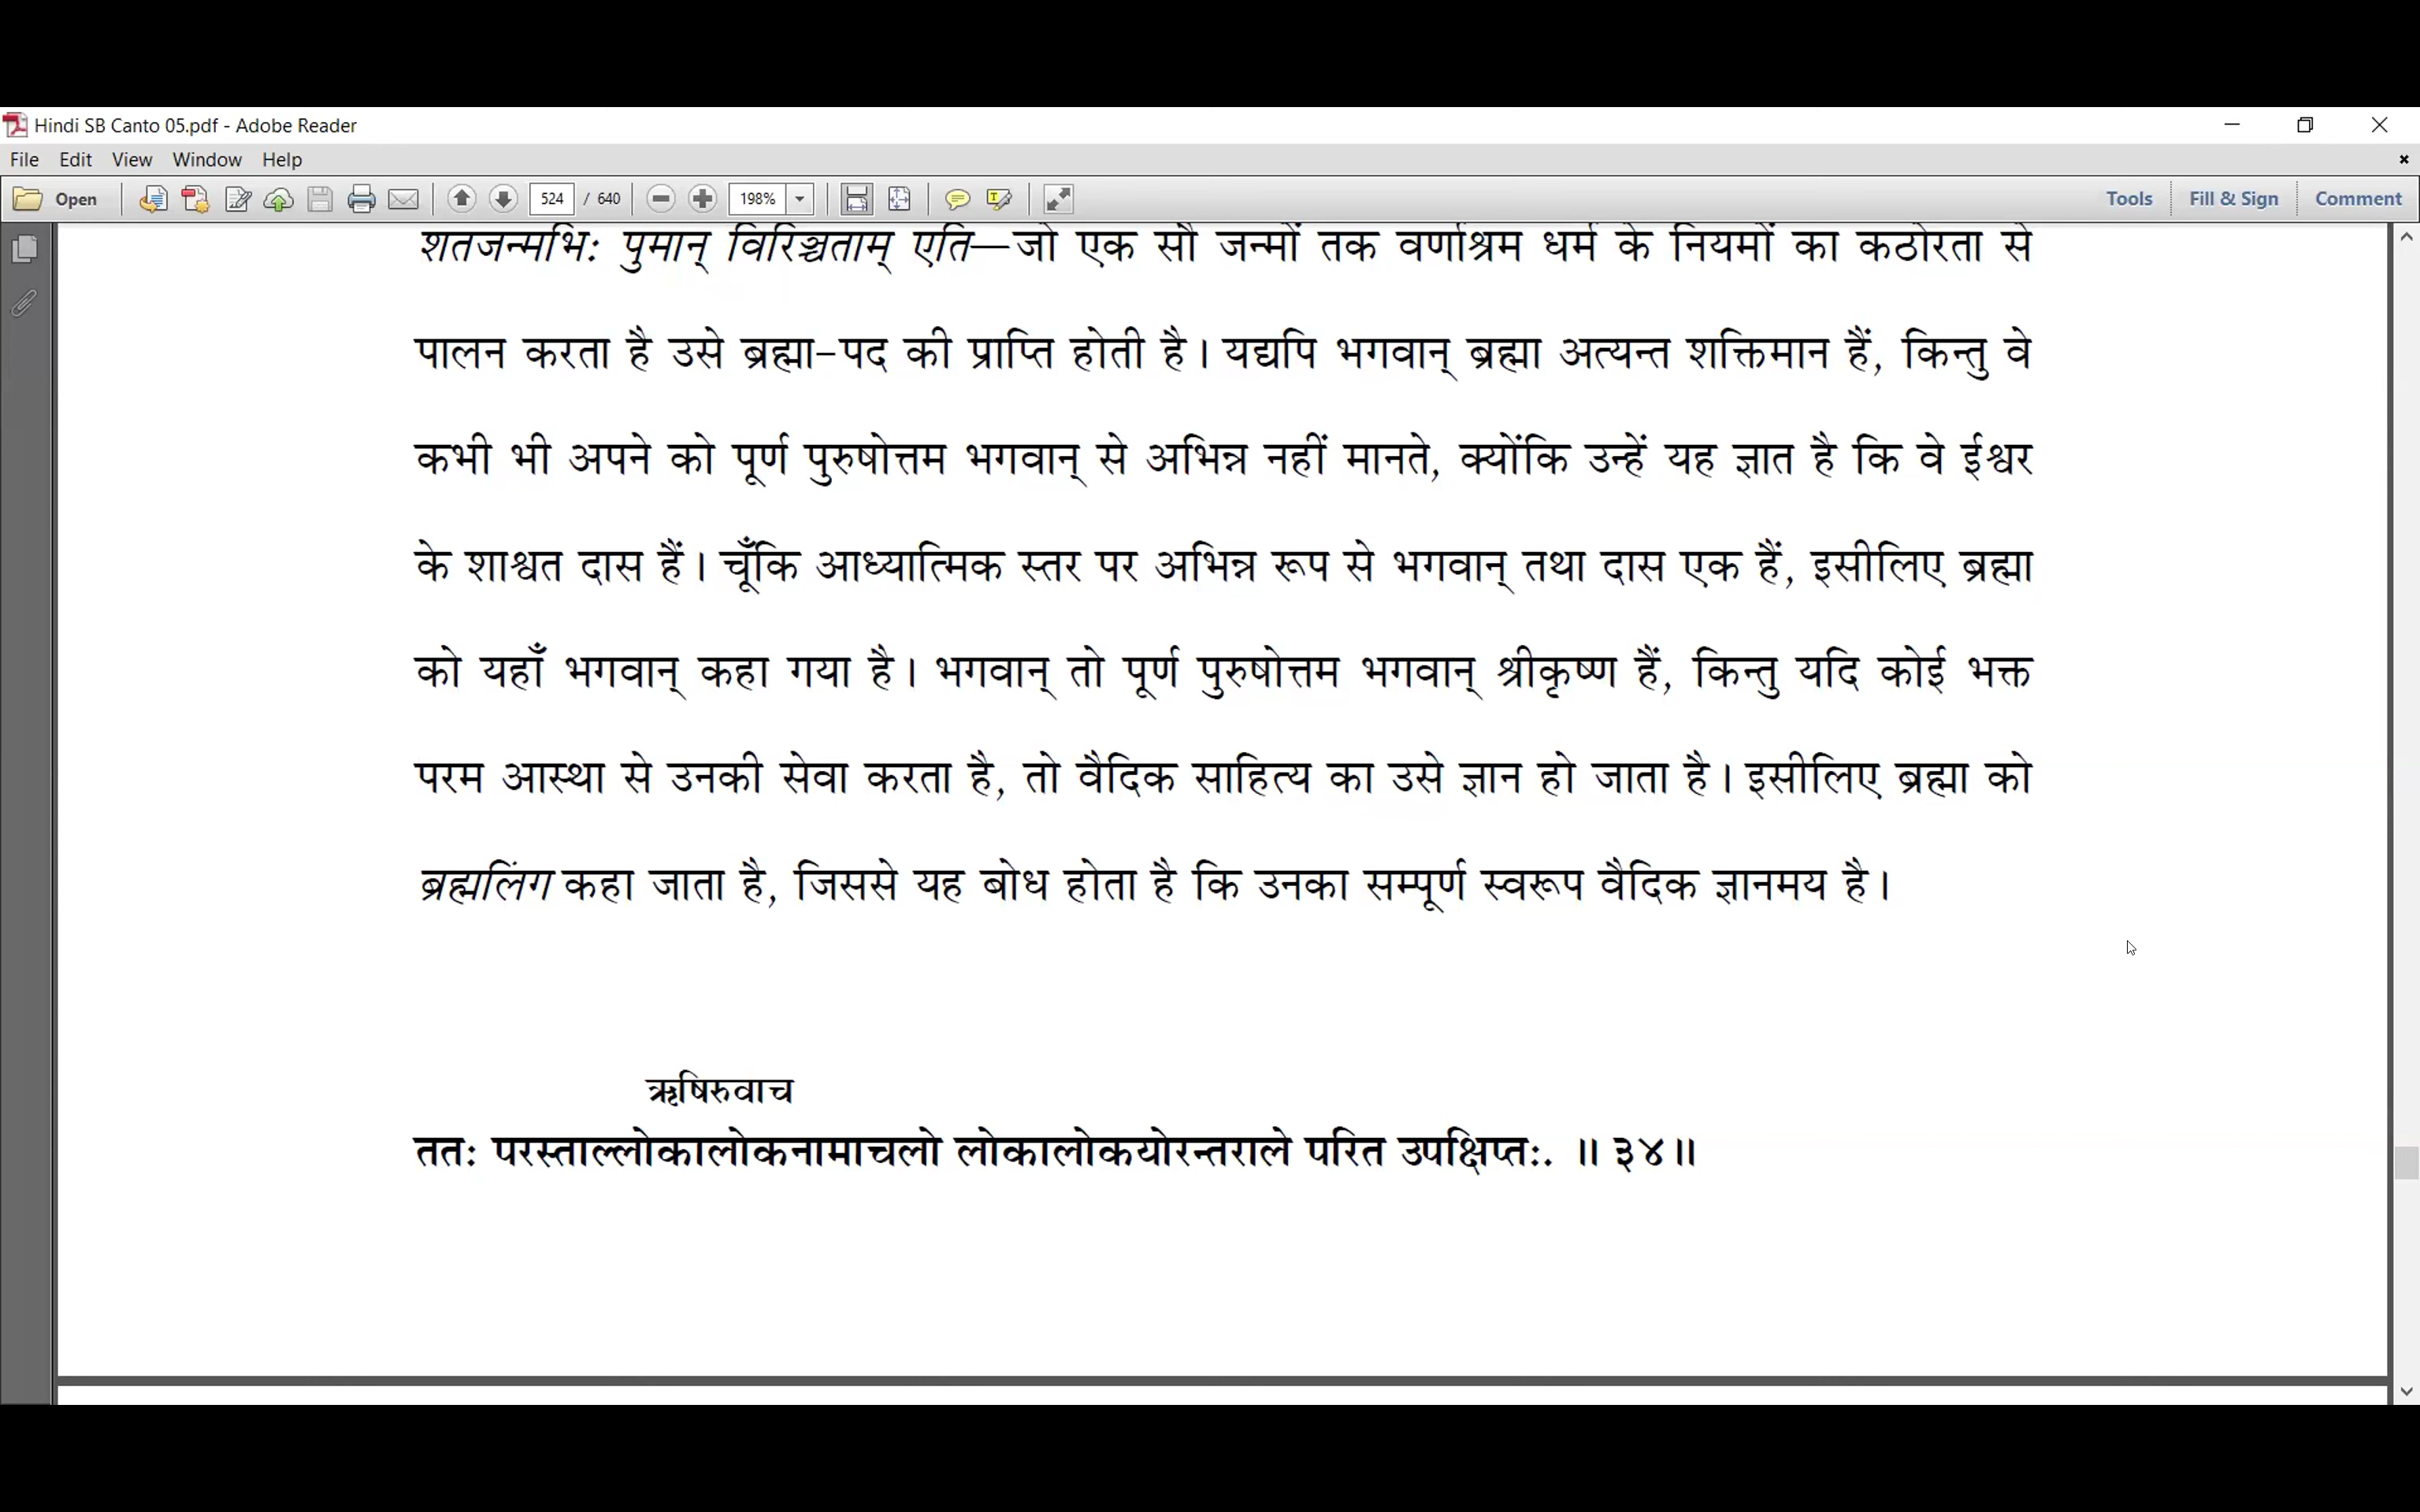 Hindi SB Canto 05.pdf - Adobe Reader
File Edit View Window Help
Open 524 / 640 198% Tools Fill & Sign Comment
शतजन्मभिः पुमान् विरिञ्चताम् एति—जो एक सौ जन्मों तक वर्णाश्रम धर्म के नियमों का कठोरता से
पालन करता है उसे ब्रह्मा-पद की प्राप्ति होती है। यद्यपि भगवान् ब्रह्मा अत्यन्त शक्तिमान हैं, किन्तु वे
कभी भी अपने को पूर्ण पुरुषोत्तम भगवान् से अभिन्न नहीं मानते, क्योंकि उन्हें यह ज्ञात है कि वे ईश्वर
के शाश्वत दास हैं। चूँकि आध्यात्मिक स्तर पर अभिन्न रूप से भगवान् तथा दास एक हैं, इसीलिए ब्रह्मा
को यहाँ भगवान् कहा गया है। भगवान् तो पूर्ण पुरुषोत्तम भगवान् श्रीकृष्ण हैं, किन्तु यदि कोई भक्त
परम आस्था से उनकी सेवा करता है, तो वैदिक साहित्य का उसे ज्ञान हो जाता है। इसीलिए ब्रह्मा को
ब्रह्मलिंग कहा जाता है, जिससे यह बोध होता है कि उनका सम्पूर्ण स्वरूप वैदिक ज्ञानमय है।
ऋषिरुवाच
ततः परस्ताल्लोकालोकनामाचलो लोकालोकयोरन्तराले परित उपक्षिप्तः. ॥ ३४॥